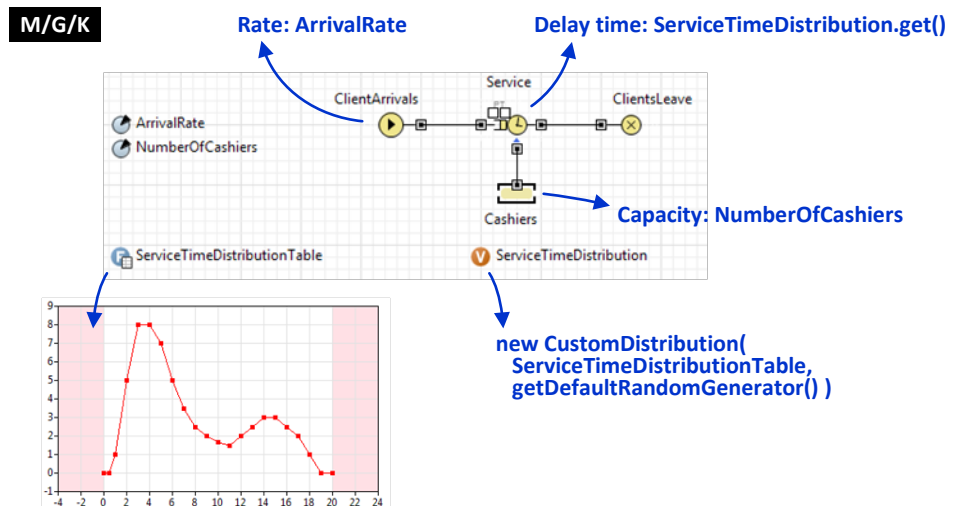 M/G/K
Rate: ArrivalRate
Delay time: ServiceTimeDistribution.get()
Service
ClientArrivals
ClientsLeave
ArrivalRate
NumberOfCashiers
Cashiers
Capacity: NumberOfCashiers
ServiceTimeDistributionTable
V ServiceTimeDistribution
new CustomDistribution(
ServiceTimeDistributionTable,
getDefaultRandomGenerator() )
9
8
7
6
5
4
3
2
1
0
-1
-4 -2 0 2 4 6 8 10 12 14 16 18 20 22 24